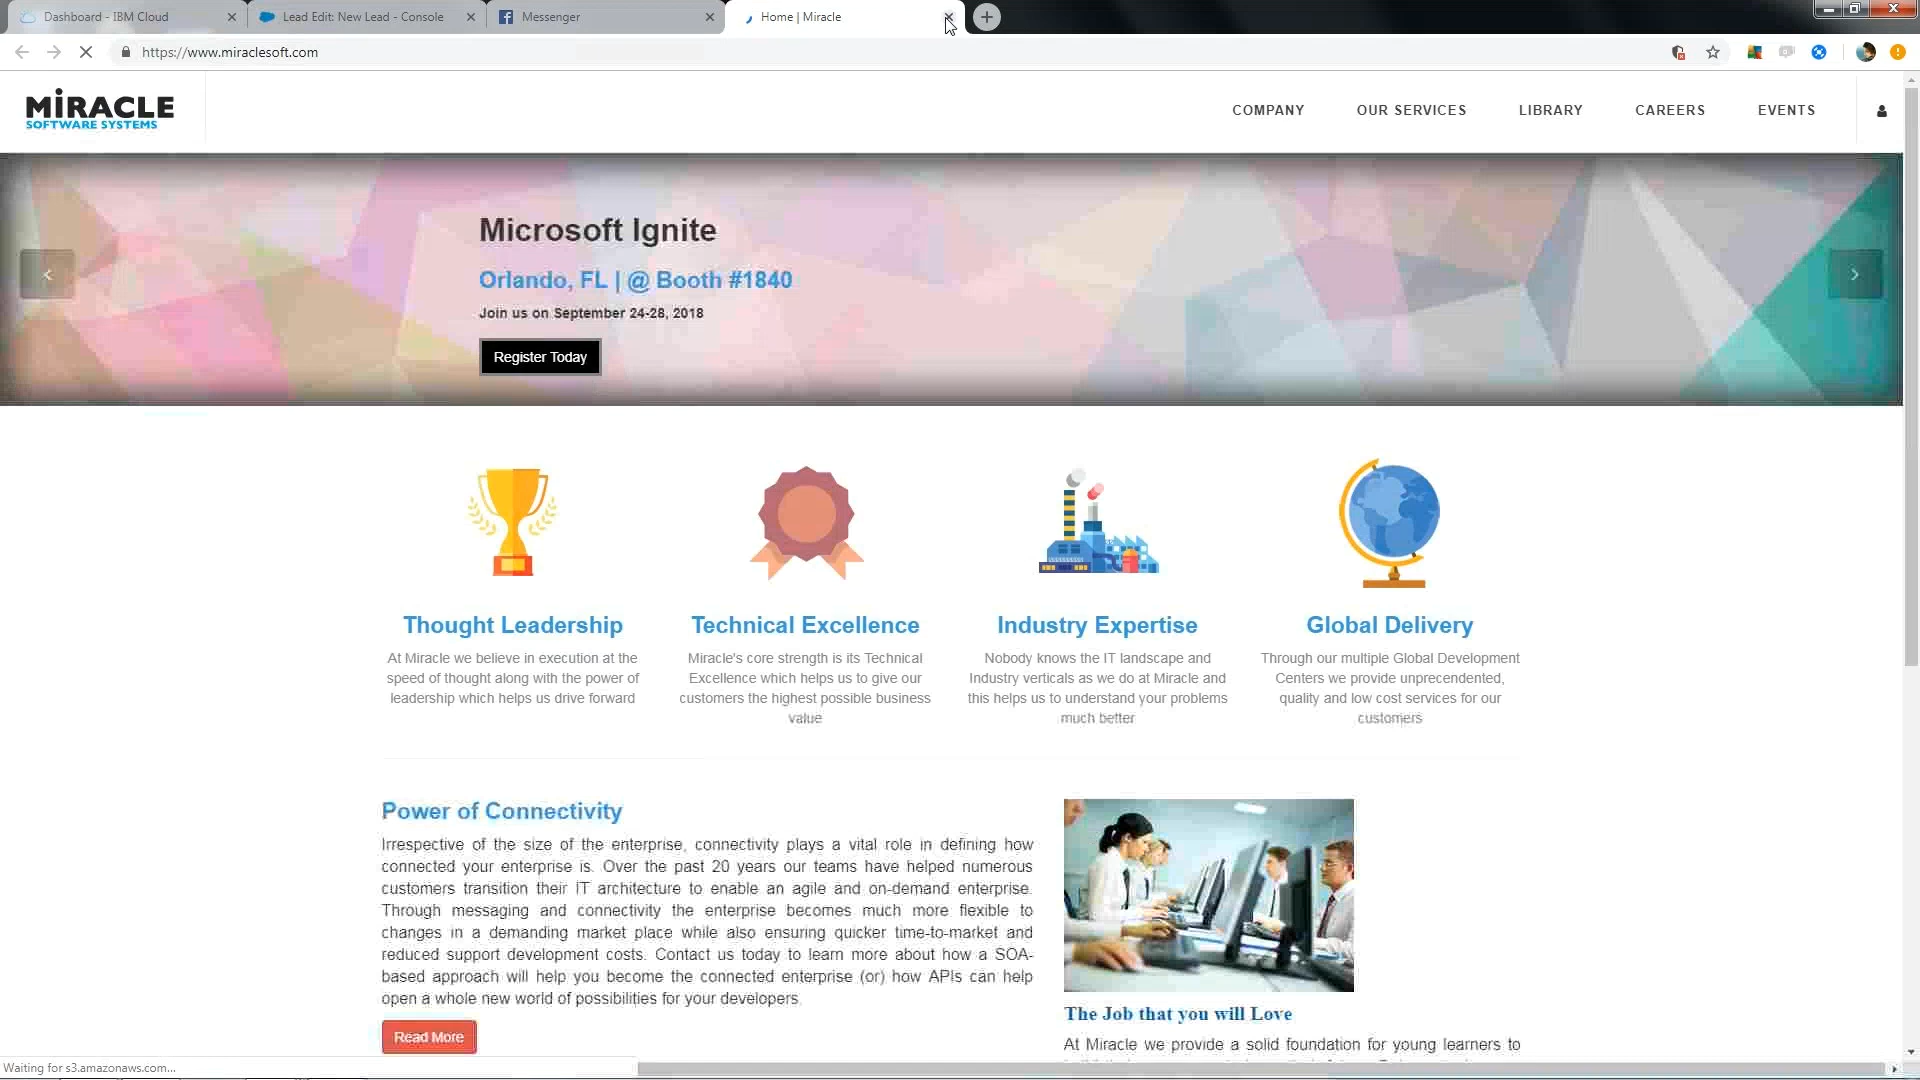 Dashboard - IBM Cloud
Lead Edit: New Lead - Console
Messenger
Home | Miracle
https://www.miraclesoft.com
MIRACLE
SOFTWARE SYSTEMS
COMPANY
OUR SERVICES
LIBRARY
CAREERS
EVENTS
Microsoft Ignite
Orlando, FL | @ Booth #1840
Join us on September 24-28, 2018
Register Today
Thought Leadership
At Miracle we believe in execution at the
speed of thought along with the power of
leadership which helps us drive forward
Technical Excellence
Miracle's core strength is its Technical
Excellence which helps us to give our
customers the highest possible business
value
Industry Expertise
Nobody knows the IT landscape and
Industry verticals as we do at Miracle and
this helps us to understand your problems
much better
Global Delivery
Through our multiple Global Development
Centers we provide unprecendented,
quality and low cost services for our
customers
Power of Connectivity
Irrespective of the size of the enterprise, connectivity plays a vital role in defining how
connected your enterprise is. Over the past 20 years our teams have helped numerous
customers transition their IT architecture to enable an agile and on-demand enterprise.
Through messaging and connectivity the enterprise becomes much more flexible to
changes in a demanding market place while also ensuring quicker time-to-market and
reduced support development costs. Contact us today to learn more about how a SOA-
based approach will help you become the connected enterprise (or) how APIs can help
open a whole new world of possibilities for your developers.
Read More
The Job that you will Love
At Miracle we provide a solid foundation for young learners to
Waiting for s3.amazonaws.com...